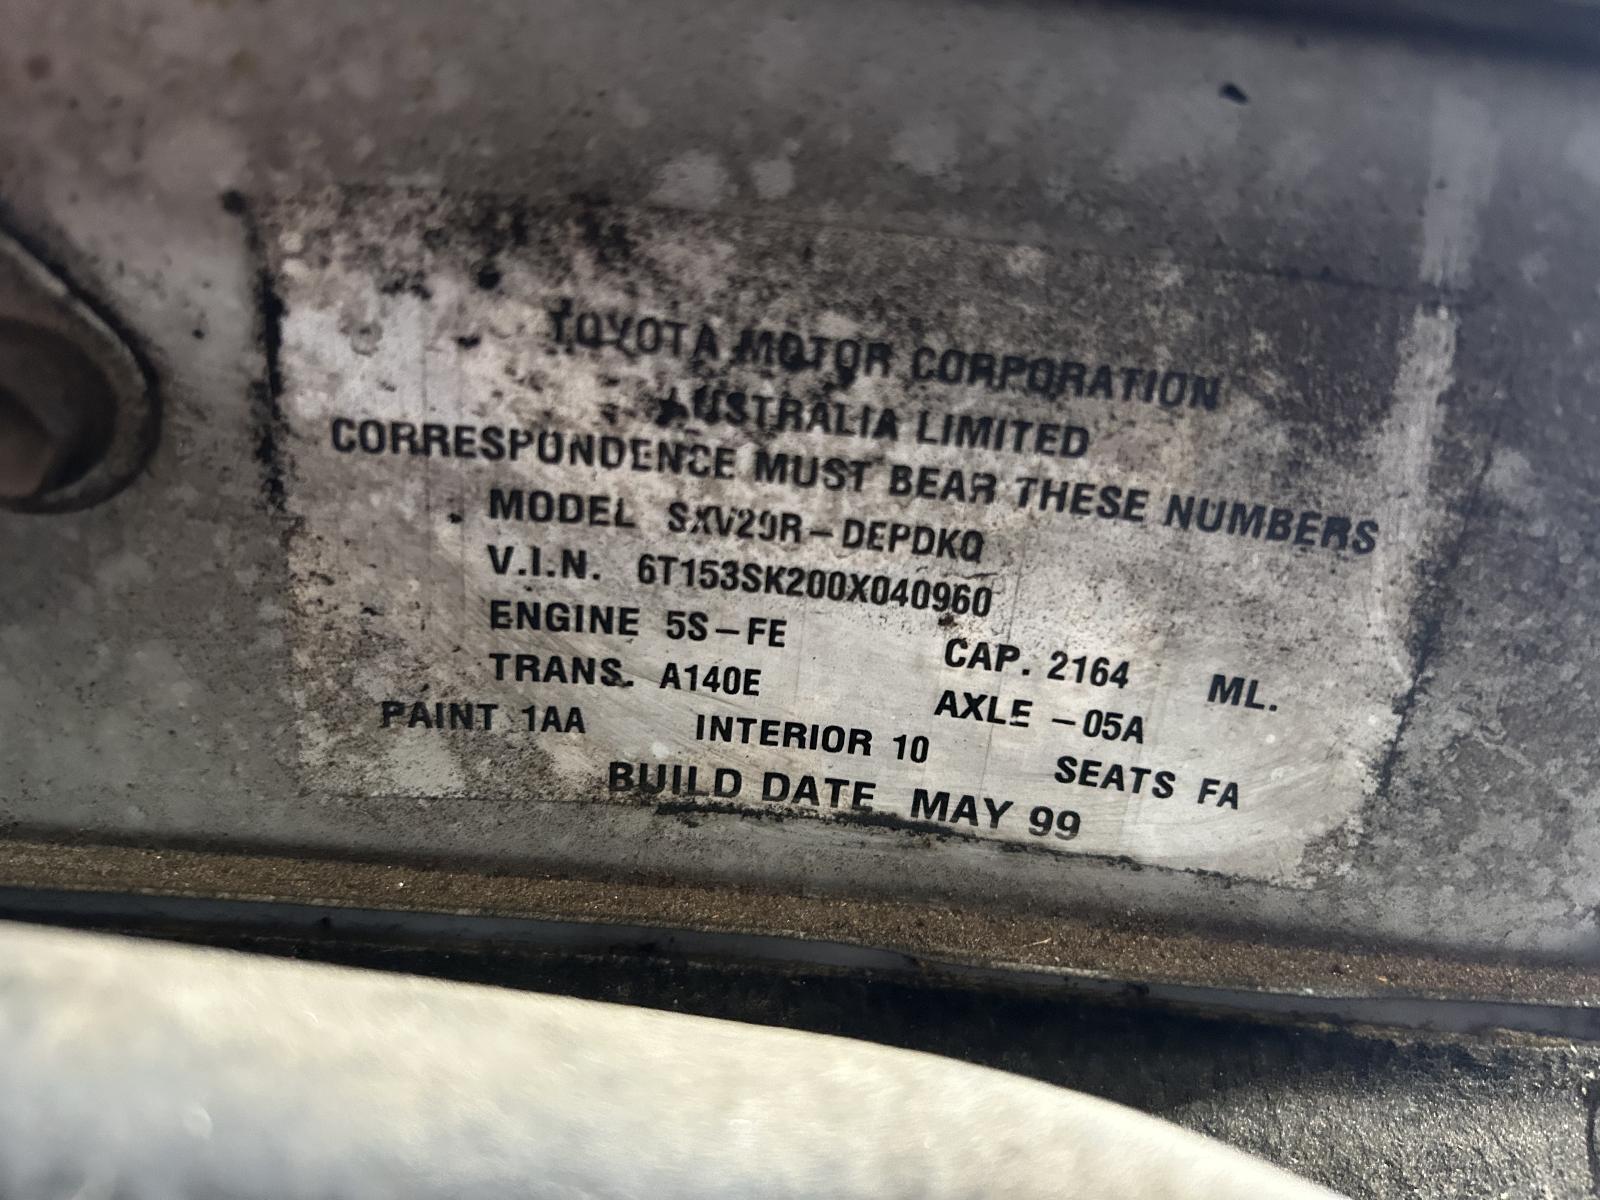 TOYOTA MOTOR CORPORATION
AUSTRALIA LIMITED
CORRESPONDENCE MUST BEAR THESE NUMBERS
MODEL SXV20R-DEPDKQ
V.I.N. 6T153SK200X040960
ENGINE 5S-FE CAP. 2164 ML.
TRANS. A140E AXLE -05A
PAINT 1AA INTERIOR 10 SEATS FA
BUILD DATE MAY 99